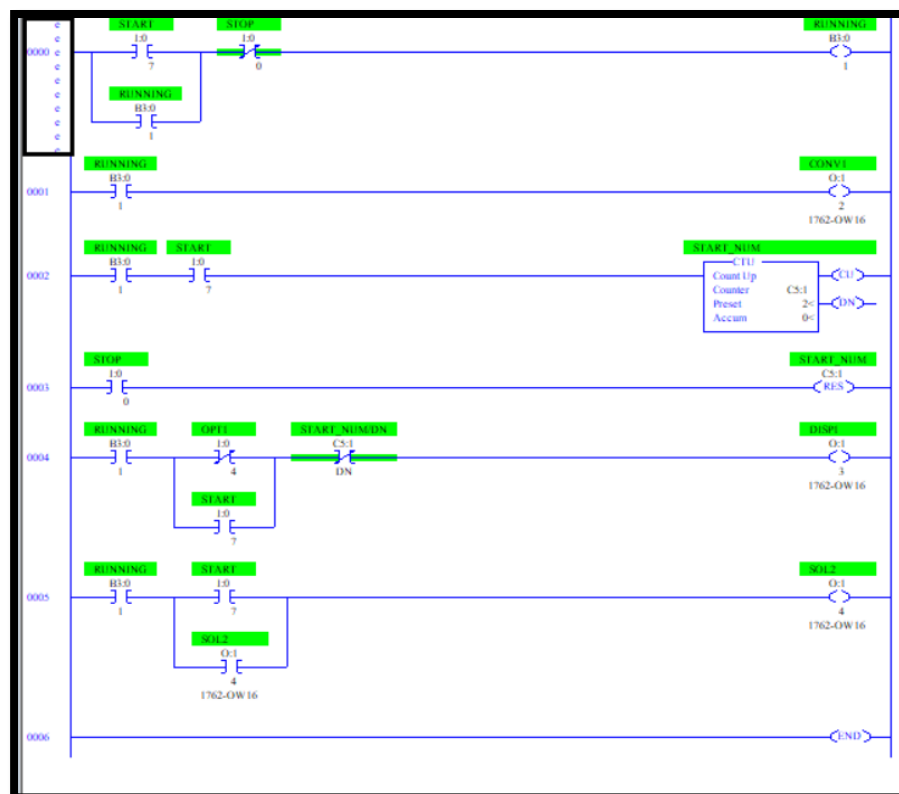 START STOP RUNNING
I:0 I:0 B3:0
0000
7 0 1
RUNNING
B3:0
1
RUNNING CONV1
B3:0 O:1
0001
1 2
1762-OW16
RUNNING START START_NUM
B3:0 I:0 CTU
0002
1 7
Count Up CU
Counter C5:1
Preset 2< DN
Accum 0<
STOP START_NUM
I:0 C5:1
0003 RES
0
RUNNING OPT1 START_NUM/DN DISP1
B3:0 I:0 C5:1 O:1
0004
1 4 DN 3
1762-OW16
START
I:0
7
RUNNING START SOL2
B3:0 I:0 O:1
0005
1 7 4
1762-OW16
SOL2
O:1
4
1762-OW16
0006 END
e
e
e
e
e
e
e
e
e
e